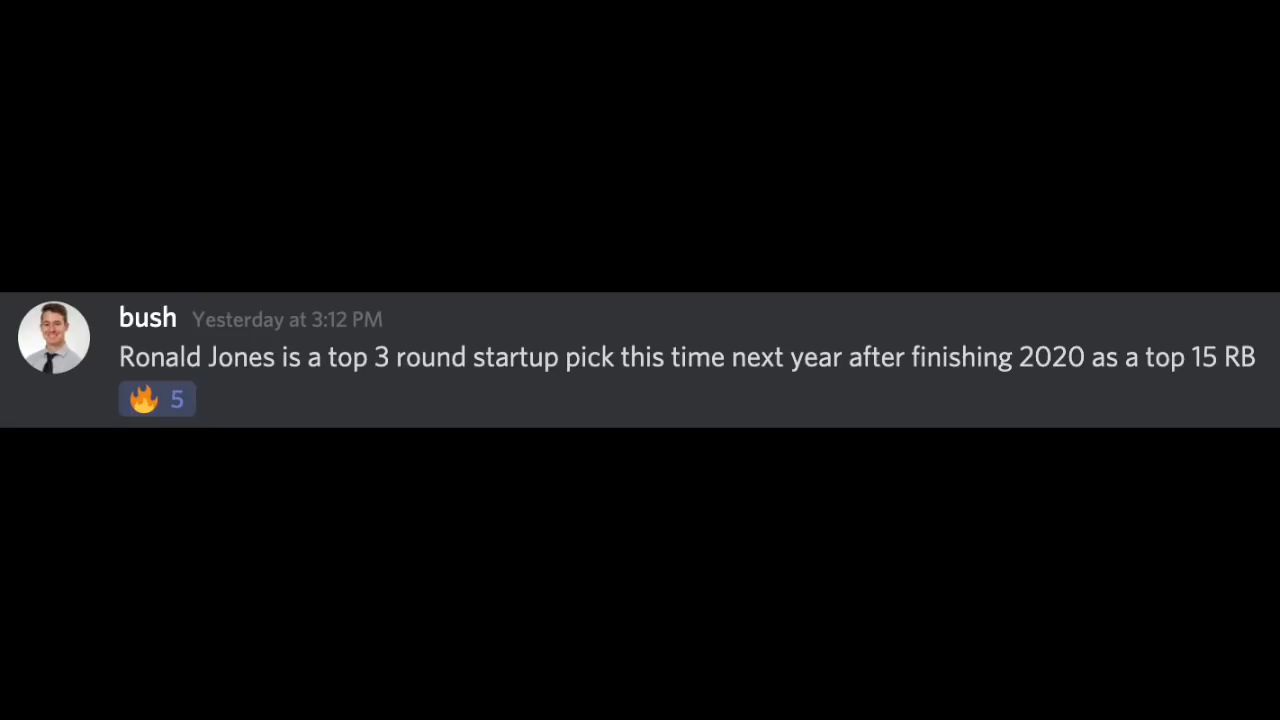 bush Yesterday at 3:12 PM
Ronald Jones is a top 3 round startup pick this time next year after finishing 2020 as a top 15 RB
🔥 5